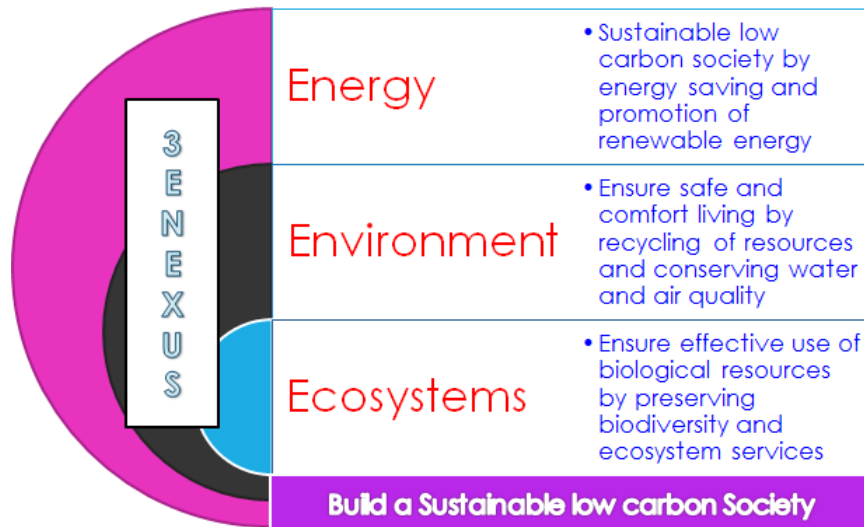 3ENEXUS
Energy
• Sustainable low
carbon society by
energy saving and
promotion of
renewable energy
Environment
• Ensure safe and
comfort living by
recycling of resources
and conserving water
and air quality
Ecosystems
• Ensure effective use of
biological resources
by preserving
biodiversity and
ecosystem services
Build a Sustainable low carbon Society